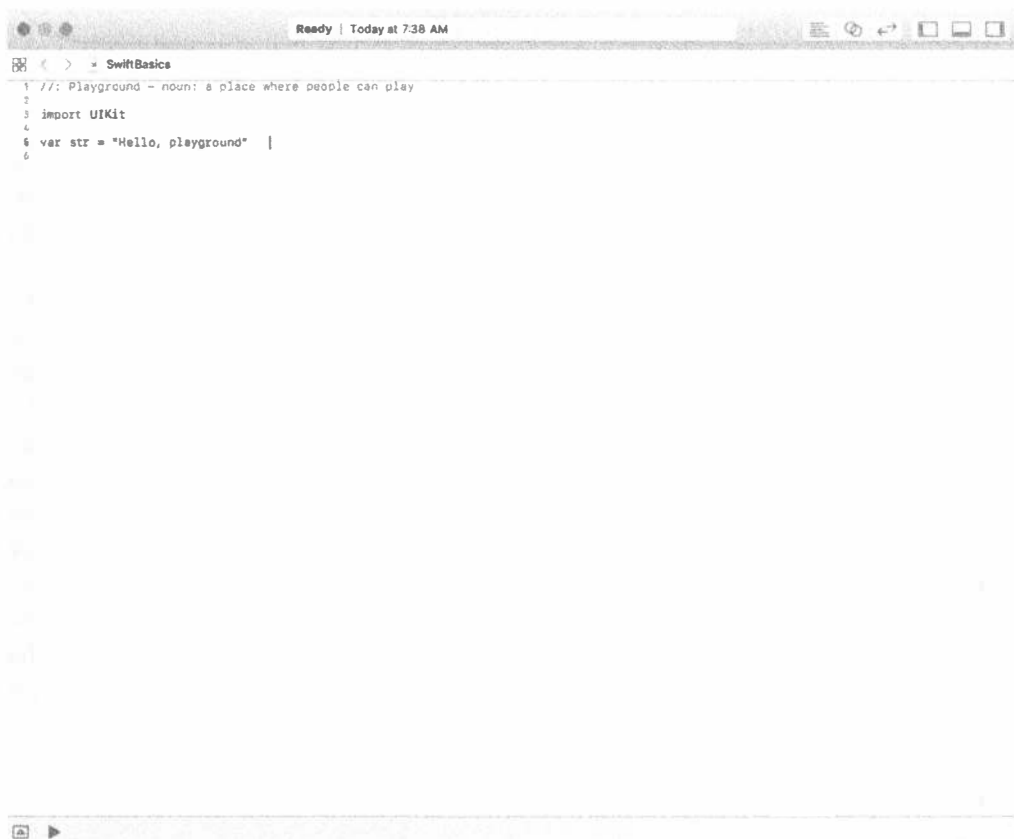 Ready | Today at 7:38 AM
SwiftBasics
1 //: Playground - noun: a place where people can play
2
3 import UIKit
4
5 var str = "Hello, playground"
6